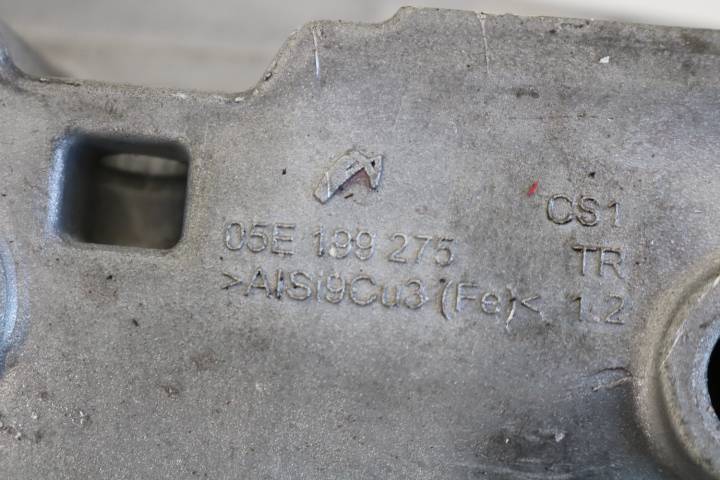 05E 199 275
>AlSi9Cu3 (Fe)<
CS1
TR
1.2